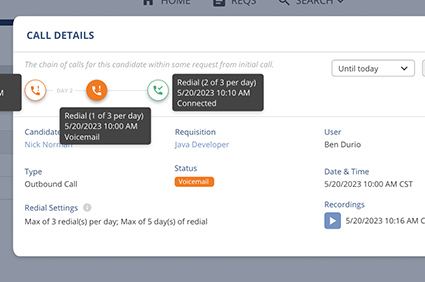 HOME REQS SEARCH
CALL DETAILS
The chain of calls for this candidate within same request from initial call.
Until today
M
DAY 2
Redial (2 of 3 per day)
5/20/2023 10:10 AM
Connected
Redial (1 of 3 per day)
5/20/2023 10:00 AM
Voicemail
Candidate
Nick Norman
Requisition
Java Developer
User
Ben Durio
Type
Outbound Call
Status
Voicemail
Date & Time
5/20/2023 10:00 AM CST
Redial Settings
Max of 3 redial(s) per day; Max of 5 day(s) of redial
Recordings
5/20/2023 10:16 AM C